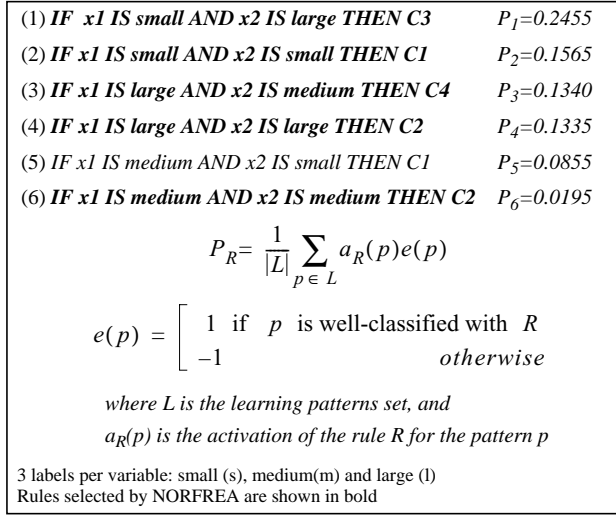 (1) IF x1 IS small AND x2 IS large THEN C3 P1=0.2455
(2) IF x1 IS small AND x2 IS small THEN C1 P2=0.1565
(3) IF x1 IS large AND x2 IS medium THEN C4 P3=0.1340
(4) IF x1 IS large AND x2 IS large THEN C2 P4=0.1335
(5) IF x1 IS medium AND x2 IS small THEN C1 P5=0.0855
(6) IF x1 IS medium AND x2 IS medium THEN C2 P6=0.0195
P_R = 1/|L| ∑_{p ∈ L} a_R(p)e(p)
e(p) = [ 1 if p is well-classified with R
–1 otherwise
where L is the learning patterns set, and
a_R(p) is the activation of the rule R for the pattern p
3 labels per variable: small (s), medium(m) and large (l)
Rules selected by NORFREA are shown in bold